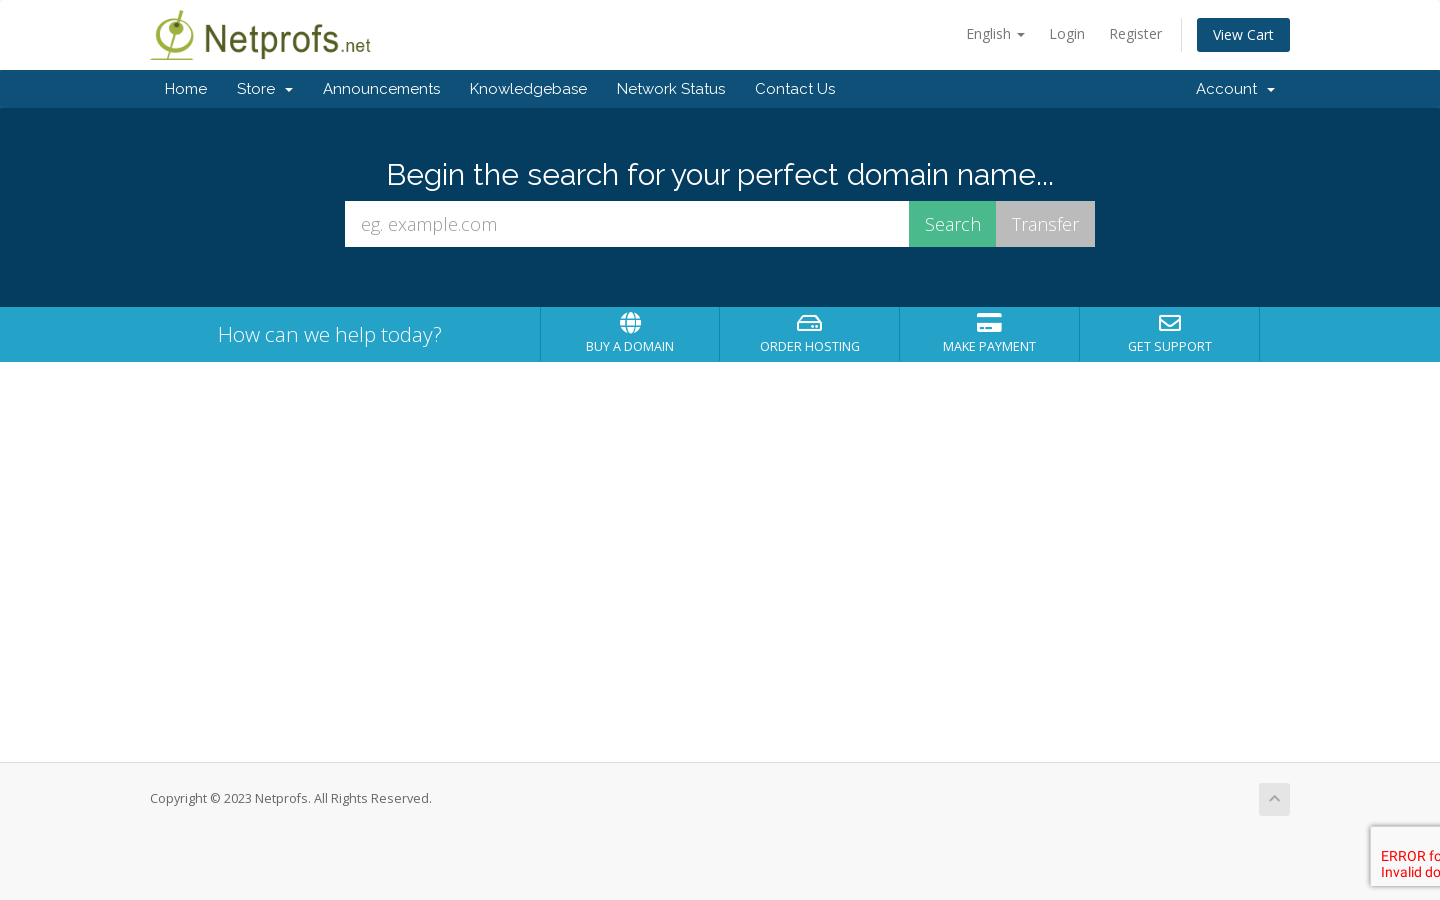 Netprofs.net
English
Login
Register
View Cart
Home
Store
Announcements
Knowledgebase
Network Status
Contact Us
Account
Begin the search for your perfect domain name...
eg. example.com
Search
Transfer
How can we help today?
BUY A DOMAIN
ORDER HOSTING
MAKE PAYMENT
GET SUPPORT
Copyright © 2023 Netprofs. All Rights Reserved.
ERROR
Invalid